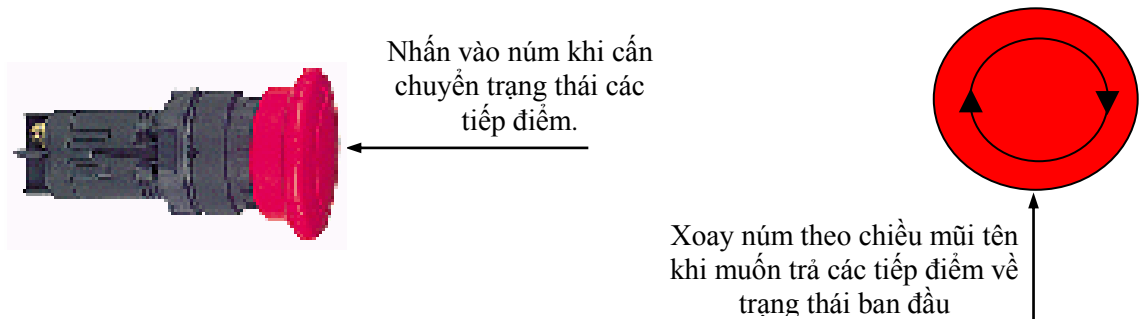 Nhấn vào núm khi cấn
chuyển trạng thái các
tiếp điểm.
Xoay núm theo chiều mũi tên
khi muốn trả các tiếp điểm về
trạng thái ban đầu